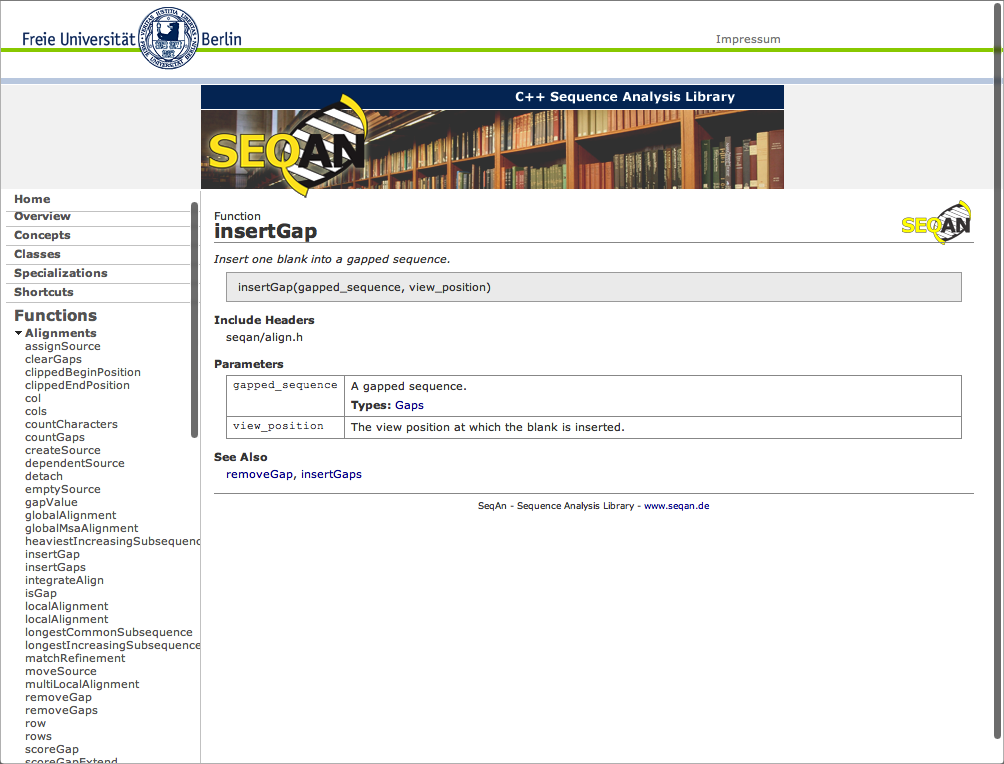 Freie Universität Berlin
Impressum
C++ Sequence Analysis Library
SEQAN
Home
Overview
Concepts
Classes
Specializations
Shortcuts
Functions
Alignments
assignSource
clearGaps
clippedBeginPosition
clippedEndPosition
col
cols
countCharacters
countGaps
createSource
dependentSource
detach
emptySource
gapValue
globalAlignment
globalMsaAlignment
heaviestIncreasingSubsequenc
insertGap
insertGaps
integrateAlign
isGap
localAlignment
localAlignment
longestCommonSubsequence
longestIncreasingSubsequence
matchRefinement
moveSource
multiLocalAlignment
removeGap
removeGaps
row
rows
scoreGap
scoreGapExtend
Function
insertGap
SEQAN
Insert one blank into a gapped sequence.
insertGap(gapped_sequence, view_position)
Include Headers
seqan/align.h
Parameters
gapped_sequence A gapped sequence.
Types: Gaps
view_position The view position at which the blank is inserted.
See Also
removeGap, insertGaps
SeqAn - Sequence Analysis Library - www.seqan.de